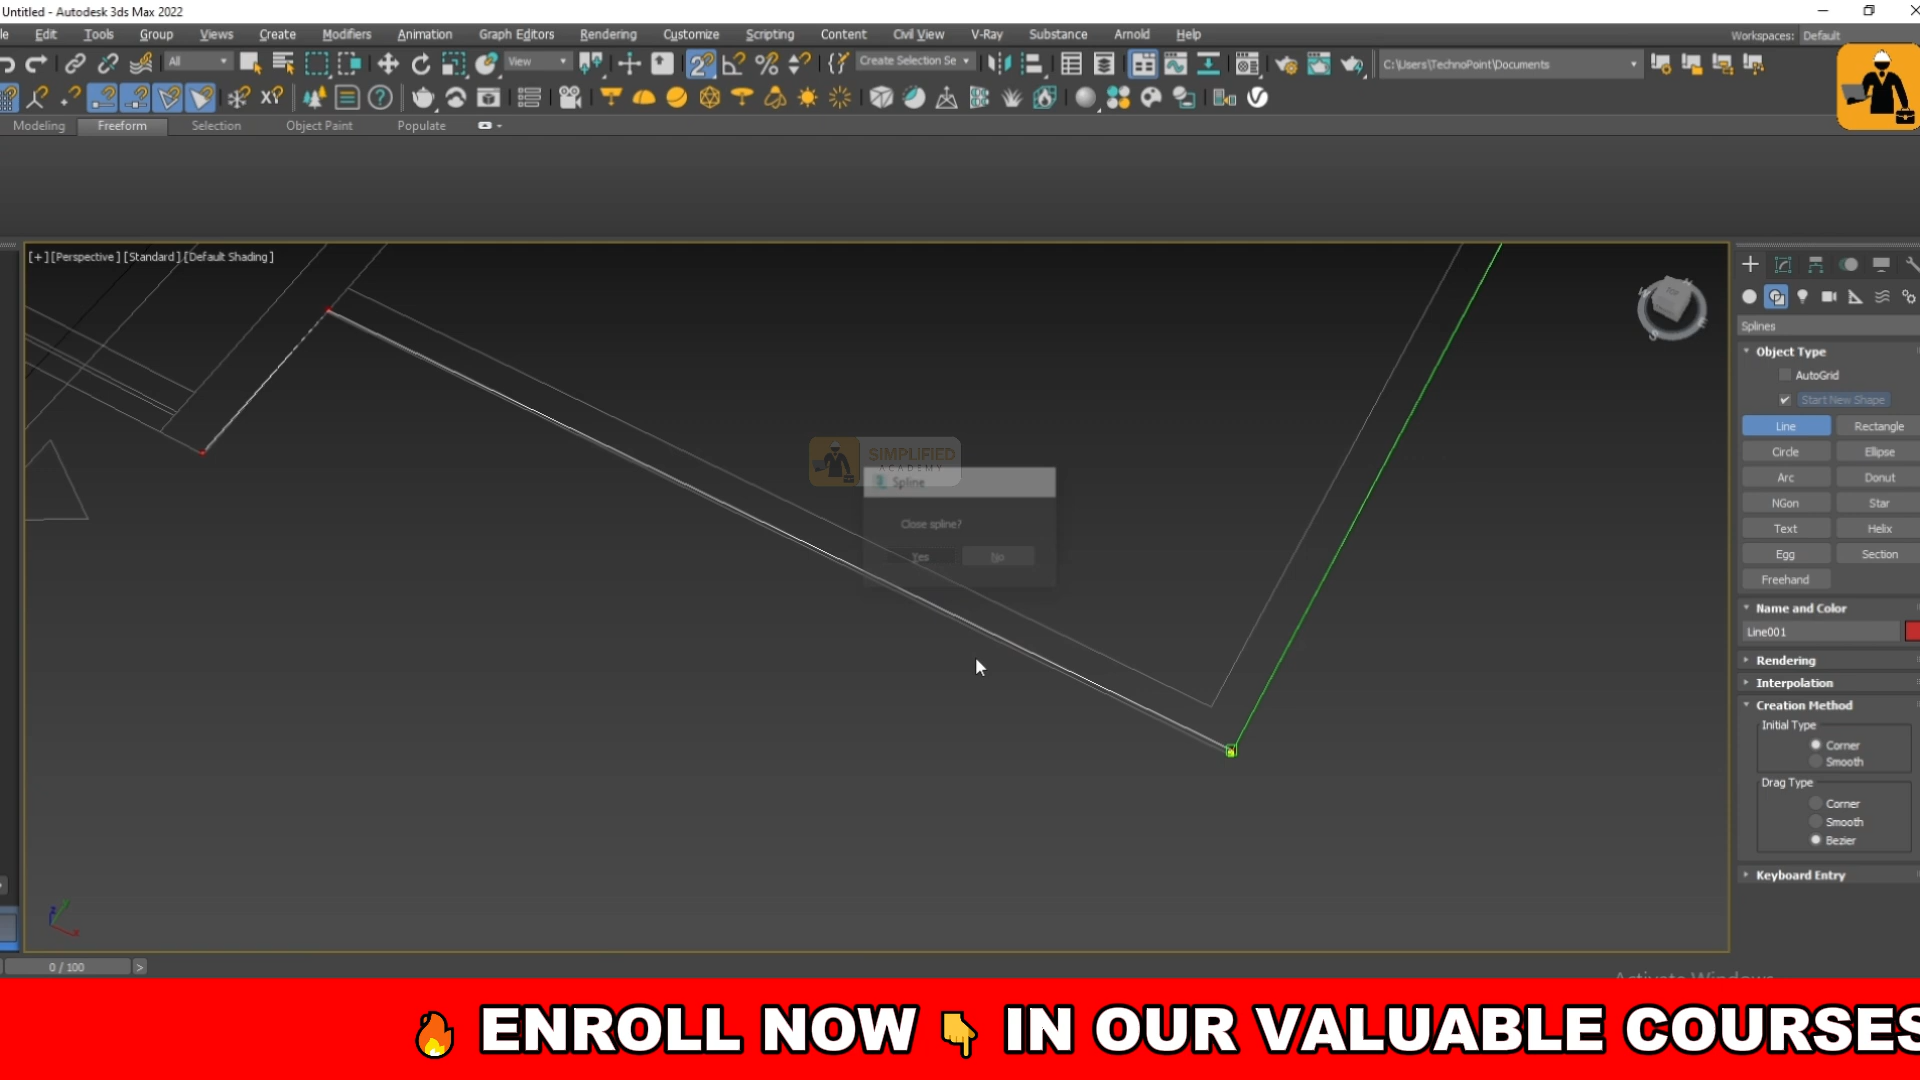 Untitled - Autodesk 3ds Max 2022
le Edit Tools Group Views Create Modifiers Animation Graph Editors Rendering Customize Scripting Content Civil View V-Ray Substance Arnold Help
Workspaces: Default
All
View
Create Selection Se
C:\Users\TechnoPoint\Documents
Modeling Freeform Selection Object Paint Populate
[+] [Perspective ] [Standard ] [Default Shading ]
Splines
Object Type
AutoGrid
Start New Shape
Line Rectangle
Circle Ellipse
Arc Donut
NGon Star
Text Helix
Egg Section
Freehand
Name and Color
Line001
Rendering
Interpolation
Creation Method
Initial Type
Corner
Smooth
Drag Type
Corner
Smooth
Bezier
Keyboard Entry
SIMPLIFIED
ACADEMY
Spline
Close spline?
Yes No
0 / 100
>
Activate Windows
🔥 ENROLL NOW 👇 IN OUR VALUABLE COURSES